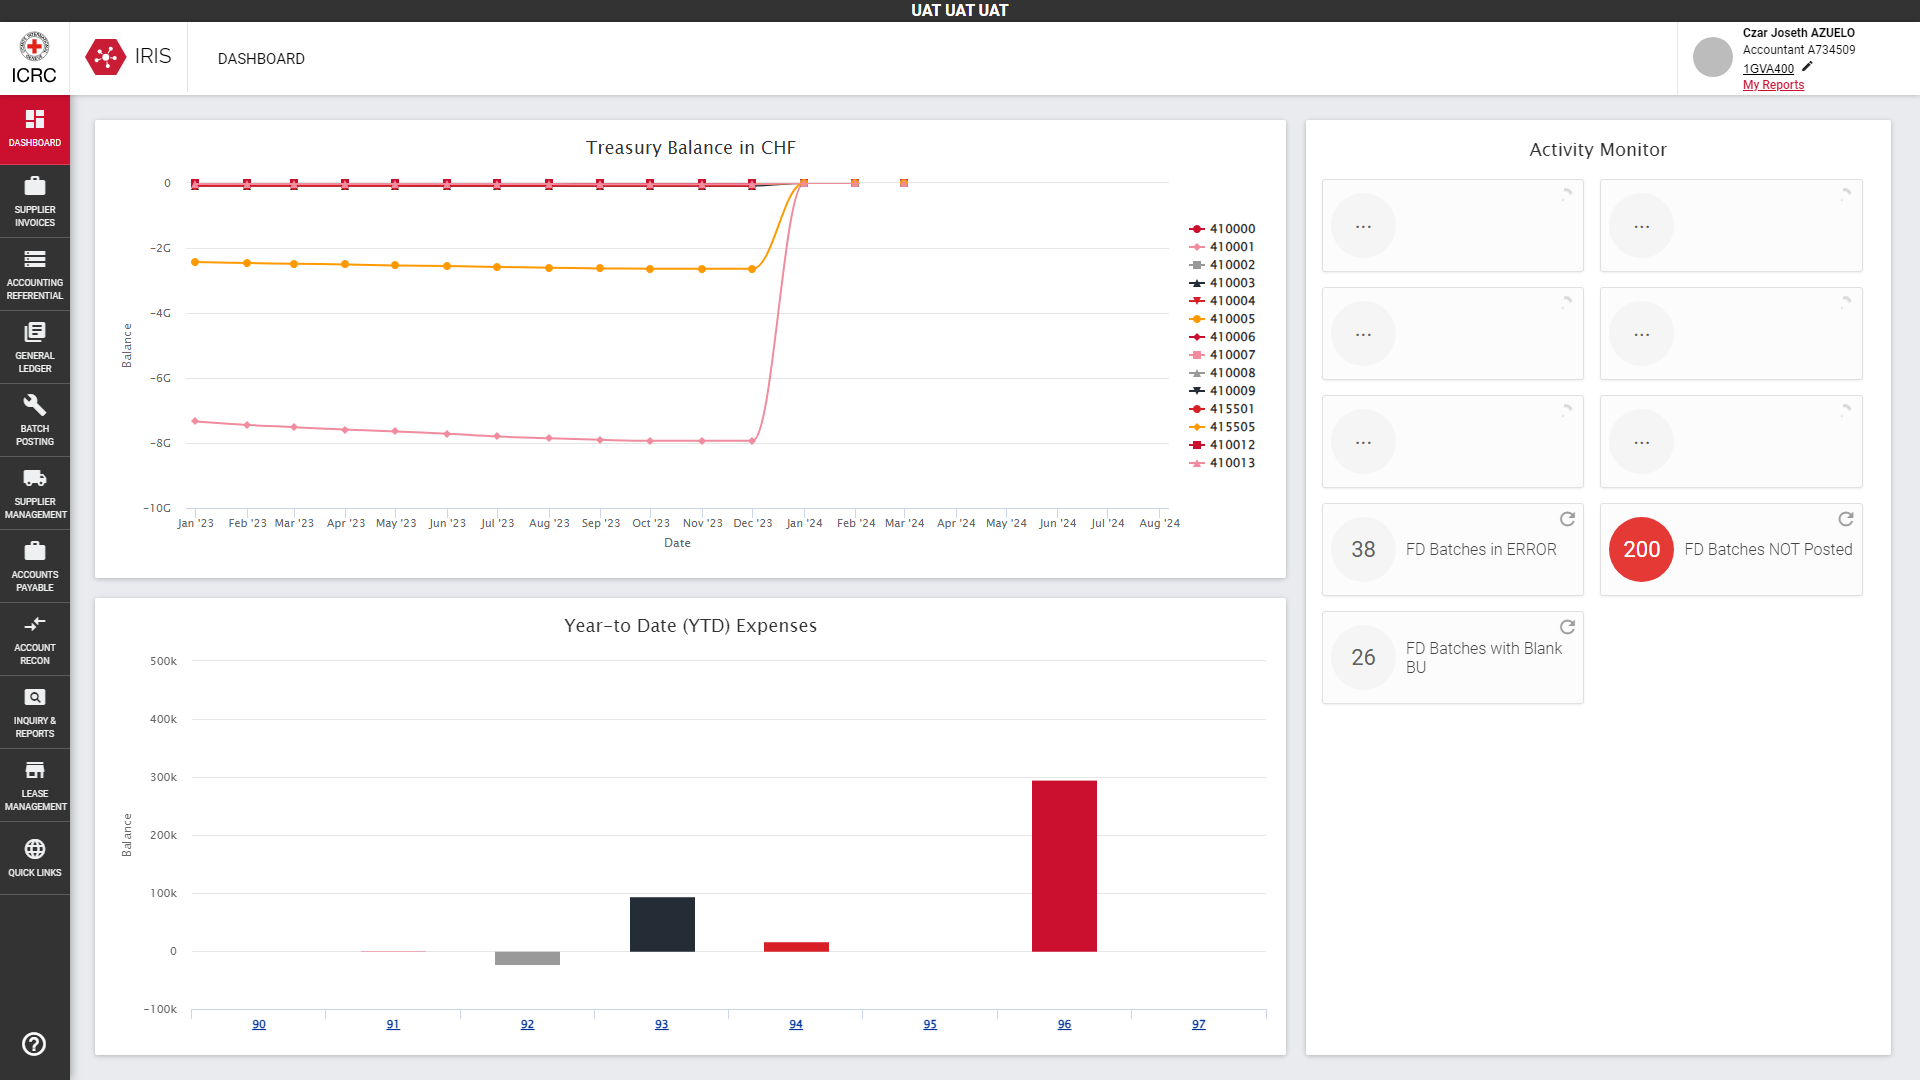 UAT UAT UAT
ICRC
IRIS
DASHBOARD
Czar Joseth AZUELO
Accountant A734509
1GVA400
My Reports
DASHBOARD
SUPPLIER
INVOICES
ACCOUNTING
REFERENTIAL
GENERAL
LEDGER
BATCH
POSTING
SUPPLIER
MANAGEMENT
ACCOUNTS
PAYABLE
ACCOUNT
RECON
INQUIRY &
REPORTS
LEASE
MANAGEMENT
QUICK LINKS
Treasury Balance in CHF
Balance
0
-2G
-4G
-6G
-8G
-10G
Jan '23 Feb '23 Mar '23 Apr '23 May '23 Jun '23 Jul '23 Aug '23 Sep '23 Oct '23 Nov '23 Dec '23 Jan '24 Feb '24 Mar '24 Apr '24 May '24 Jun '24 Jul '24 Aug '24
Date
410000
410001
410002
410003
410004
410005
410006
410007
410008
410009
415501
415505
410012
410013
Year-to Date (YTD) Expenses
Balance
500k
400k
300k
200k
100k
0
-100k
90 91 92 93 94 95 96 97
Activity Monitor
... ...
... ...
... ...
38 FD Batches in ERROR
200 FD Batches NOT Posted
26 FD Batches with Blank
BU